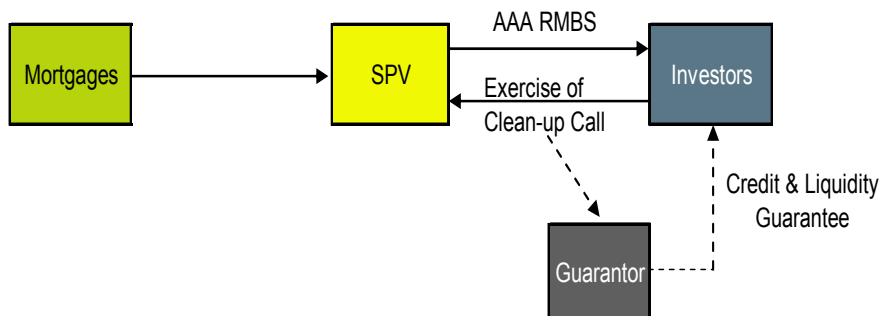 AAA RMBS
Mortgages
SPV
Investors
Exercise of
Clean-up Call
Credit & Liquidity
Guarantee
Guarantor